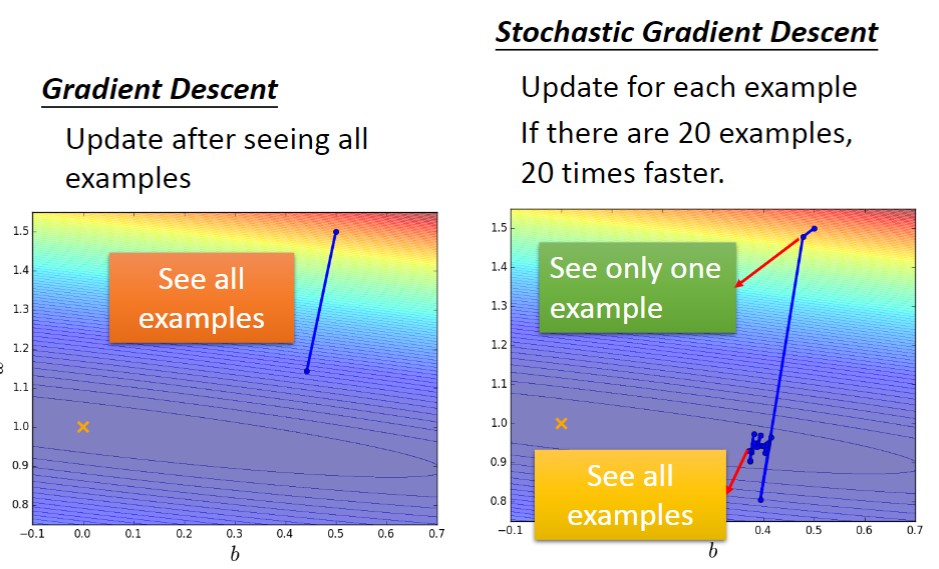 Gradient Descent
Update after seeing all
examples
1.5
1.4
1.3
1.2
1.1
1.0
0.9
0.8
See all
examples
−0.1 0.0 0.1 0.2 0.3 0.4 0.5 0.6 0.7
b
Stochastic Gradient Descent
Update for each example
If there are 20 examples,
20 times faster.
1.5
1.4
1.3
1.2
1.1
1.0
0.9
0.8
See only one
example
See all
examples
−0.1 0.4 0.5 0.6 0.7
b